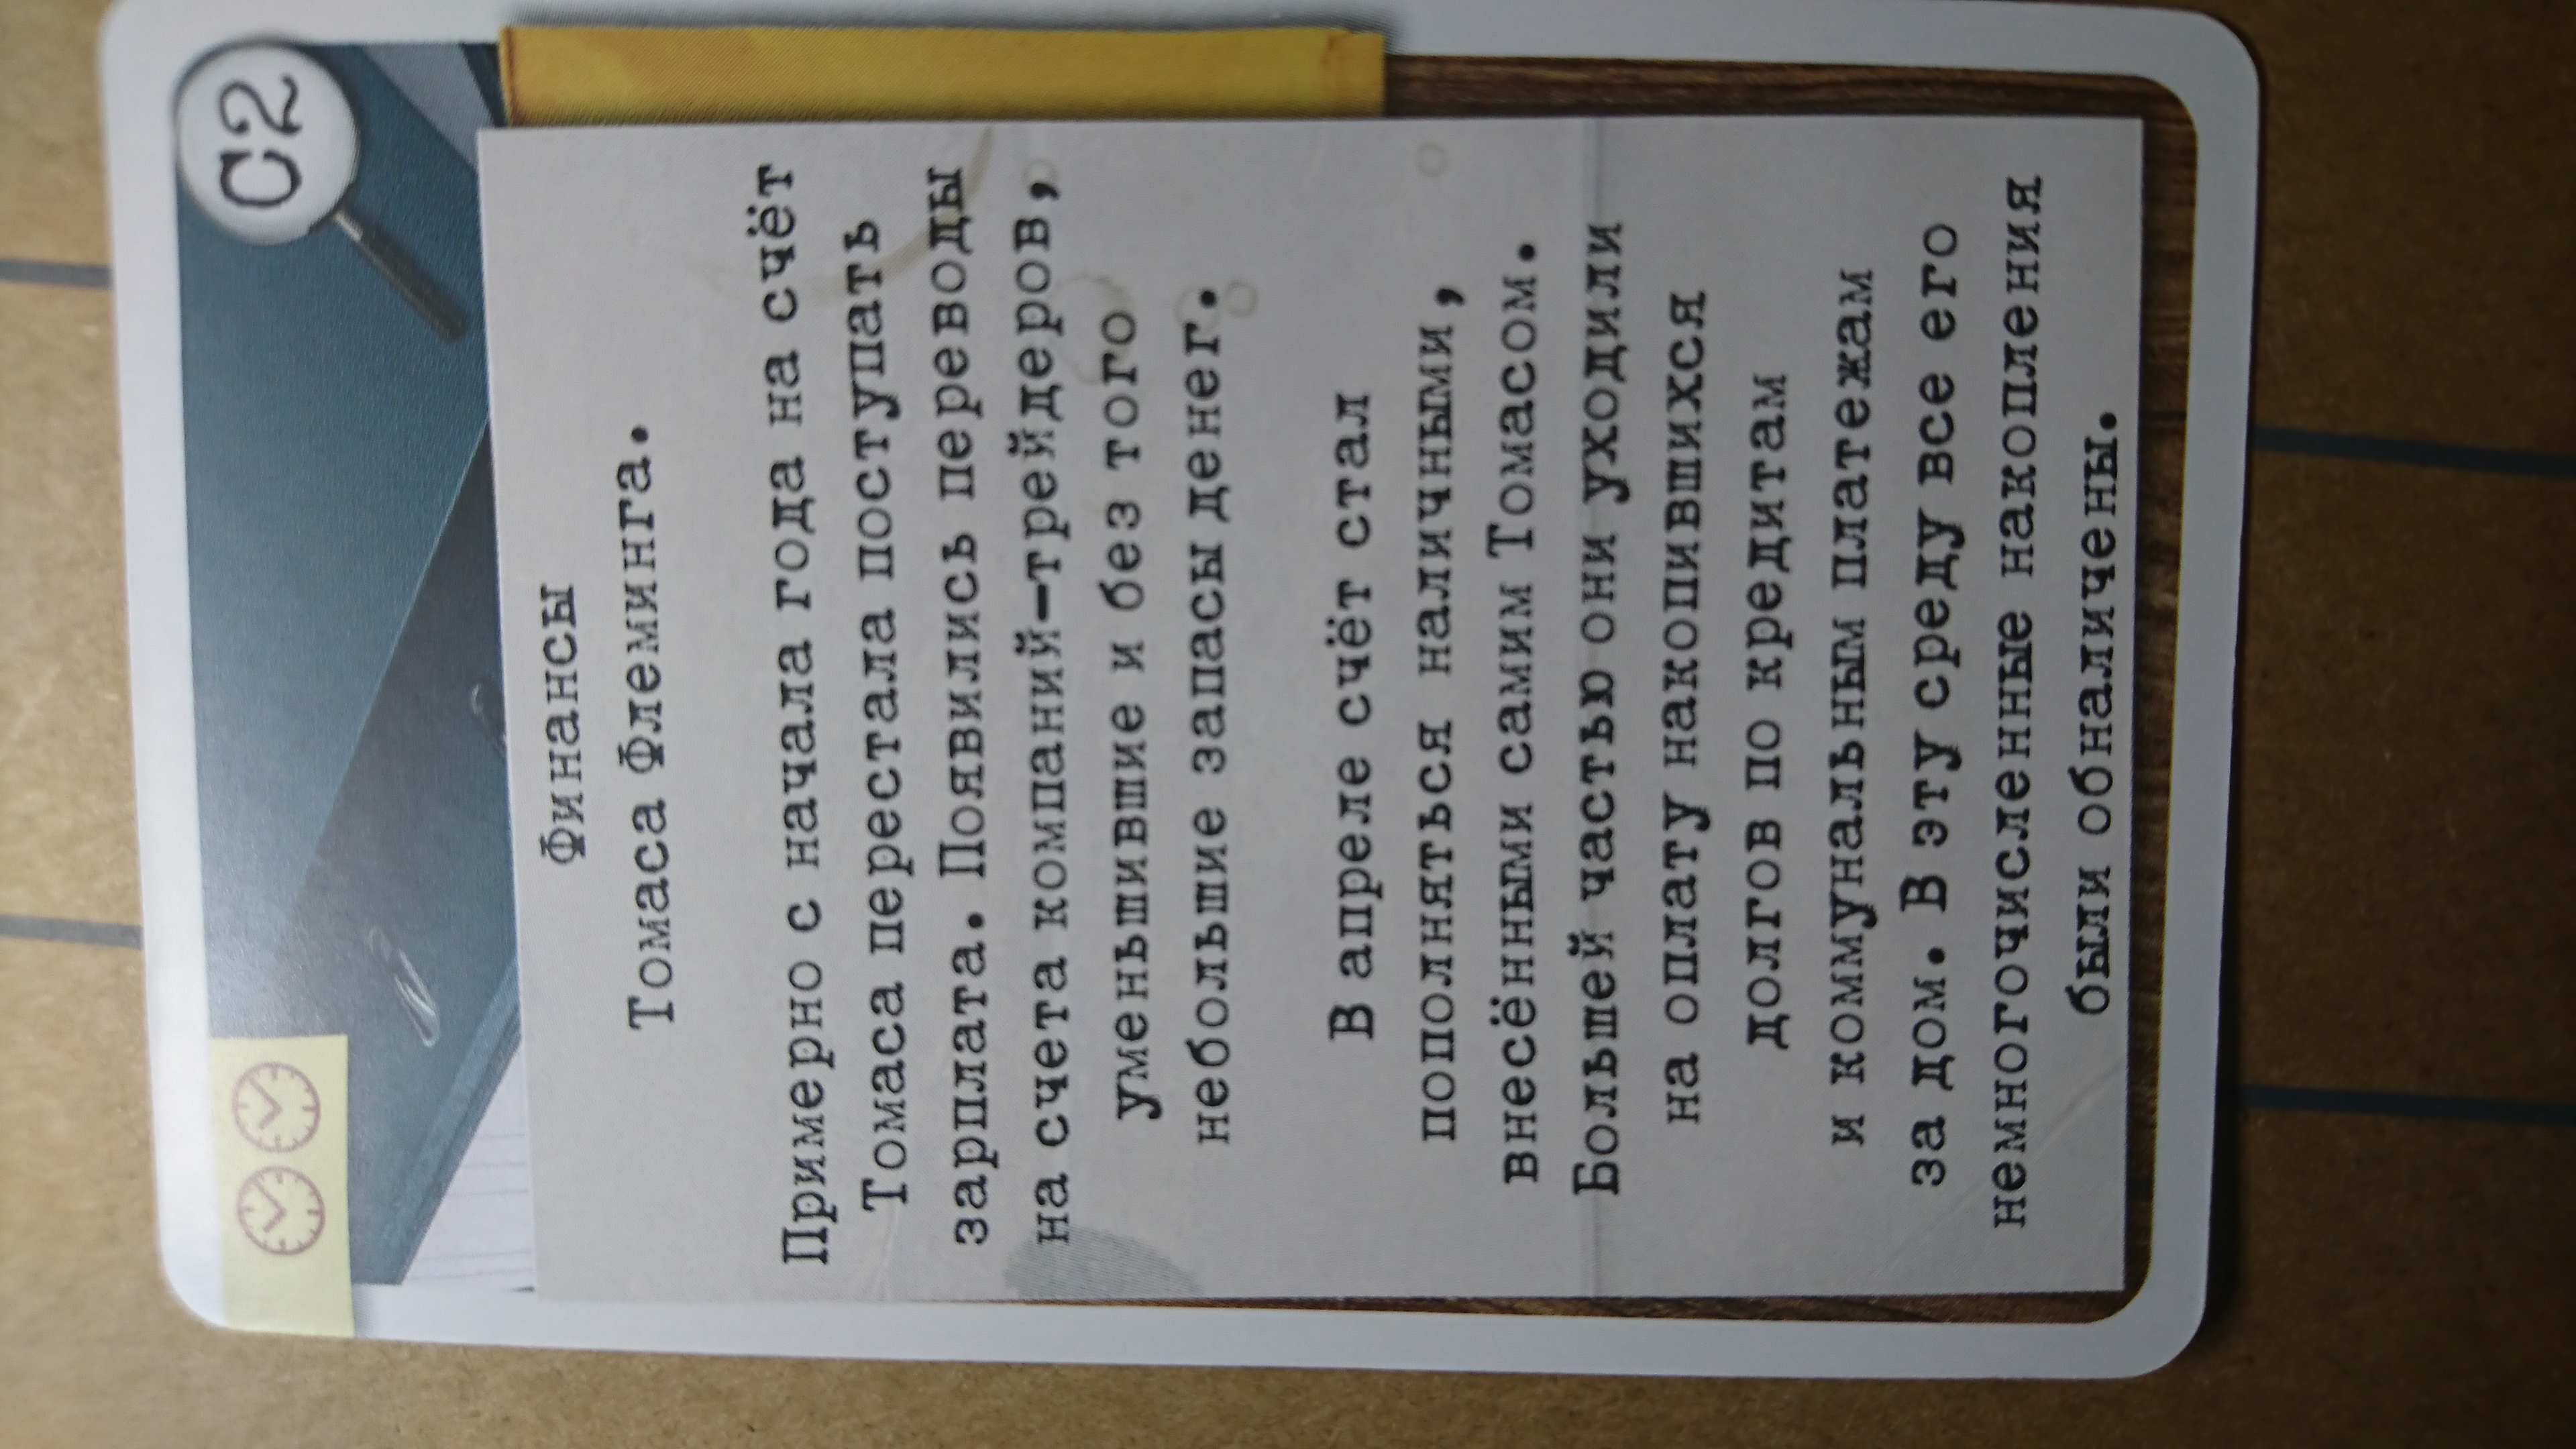 C2
Финансы
Томаса Флеминга.
Примерно с начала года на счёт
Томаса перестала поступать
зарплата. Появились переводы
на счета компаний-трейдеров,
уменьшившие и без того
небольшие запасы денег.
В апреле счёт стал
пополняться наличными,
внесёнными самим Томасом.
Большей частью они уходили
на оплату накопившихся
долгов по кредитам
и коммунальным платежам
за дом. В эту среду все его
немногочисленные накопления
были обналичены.